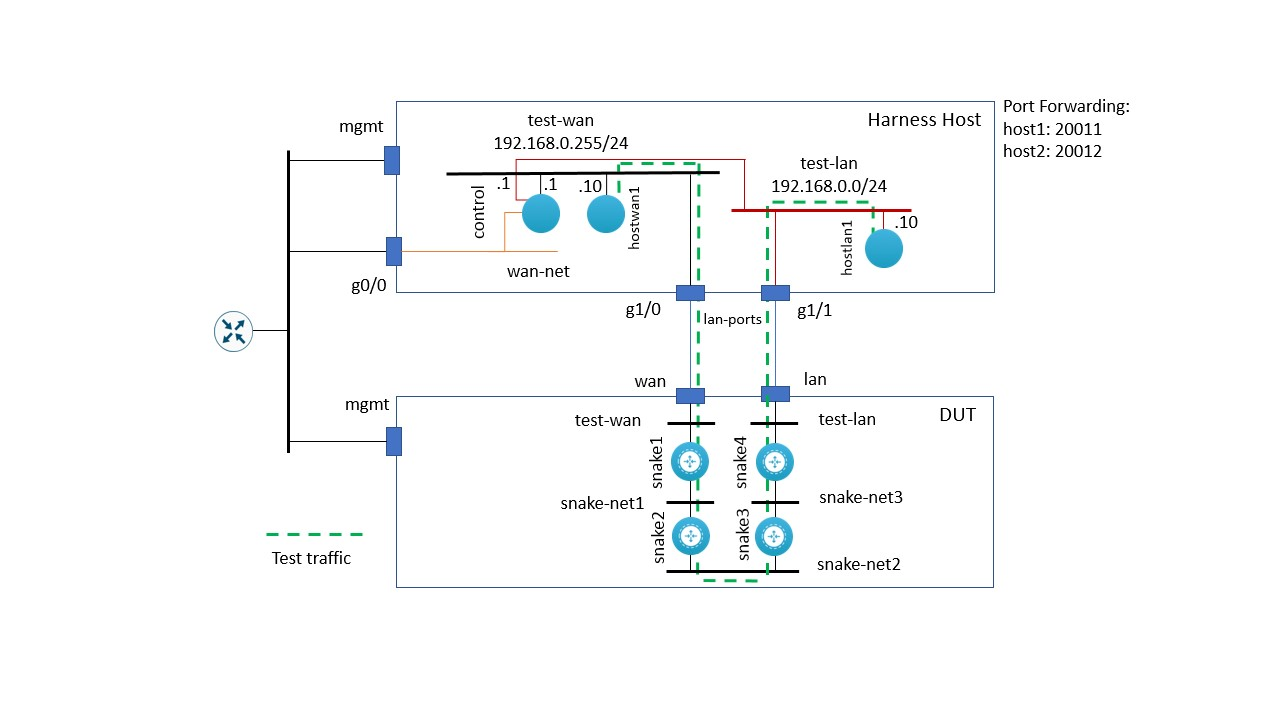 Port Forwarding:
host1: 20011
host2: 20012
Harness Host
mgmt
test-wan
192.168.0.255/24
test-lan
192.168.0.0/24
.1
.1
.10
control
hostwan1
.10
hostlan1
wan-net
g0/0
g1/0
lan-ports
g1/1
wan
lan
mgmt
DUT
test-wan
test-lan
snake1
snake4
snake-net1
snake-net3
snake2
snake3
snake-net2
Test traffic